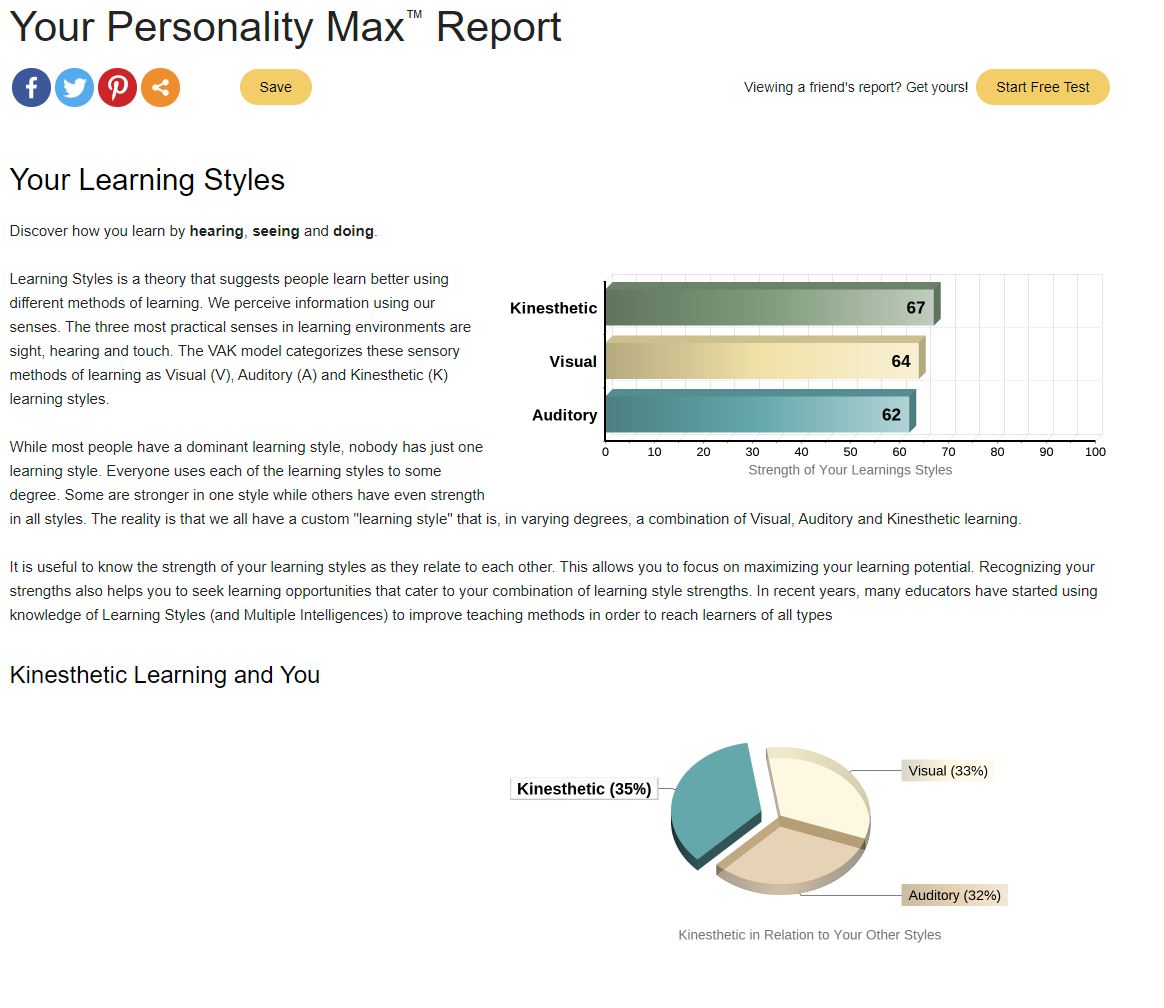 Your Personality Max™ Report
Save
Viewing a friend's report? Get yours!
Start Free Test
Your Learning Styles
Discover how you learn by hearing, seeing and doing.
Learning Styles is a theory that suggests people learn better using
different methods of learning. We perceive information using our
senses. The three most practical senses in learning environments are
sight, hearing and touch. The VAK model categorizes these sensory
methods of learning as Visual (V), Auditory (A) and Kinesthetic (K)
learning styles.
Kinesthetic 67
Visual 64
Auditory 62
0 10 20 30 40 50 60 70 80 90 100
Strength of Your Learnings Styles
While most people have a dominant learning style, nobody has just one
learning style. Everyone uses each of the learning styles to some
degree. Some are stronger in one style while others have even strength
in all styles. The reality is that we all have a custom "learning style" that is, in varying degrees, a combination of Visual, Auditory and Kinesthetic learning.
It is useful to know the strength of your learning styles as they relate to each other. This allows you to focus on maximizing your learning potential. Recognizing your
strengths also helps you to seek learning opportunities that cater to your combination of learning style strengths. In recent years, many educators have started using
knowledge of Learning Styles (and Multiple Intelligences) to improve teaching methods in order to reach learners of all types
Kinesthetic Learning and You
Visual (33%)
Kinesthetic (35%)
Auditory (32%)
Kinesthetic in Relation to Your Other Styles